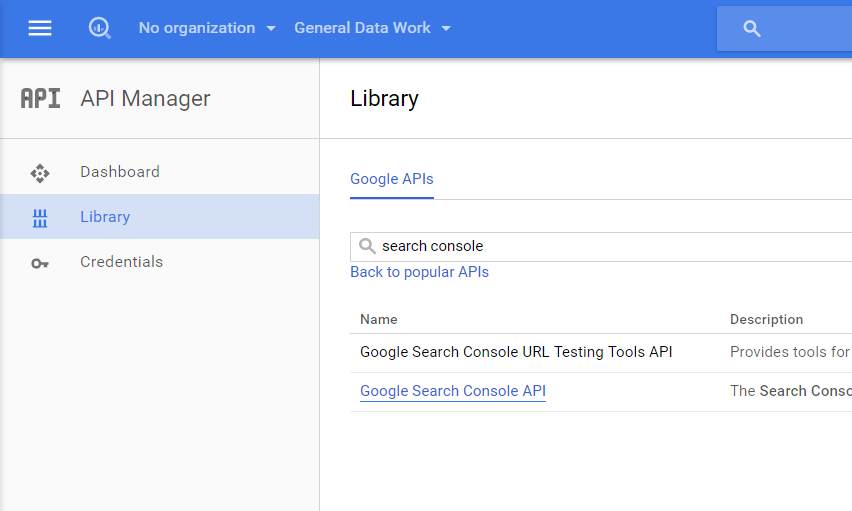 No organization
General Data Work
API
API Manager
Library
Dashboard
Library
Credentials
Google APIs
search console
Back to popular APIs
Name
Description
Google Search Console URL Testing Tools API
Provides tools for
Google Search Console API
The Search Conso